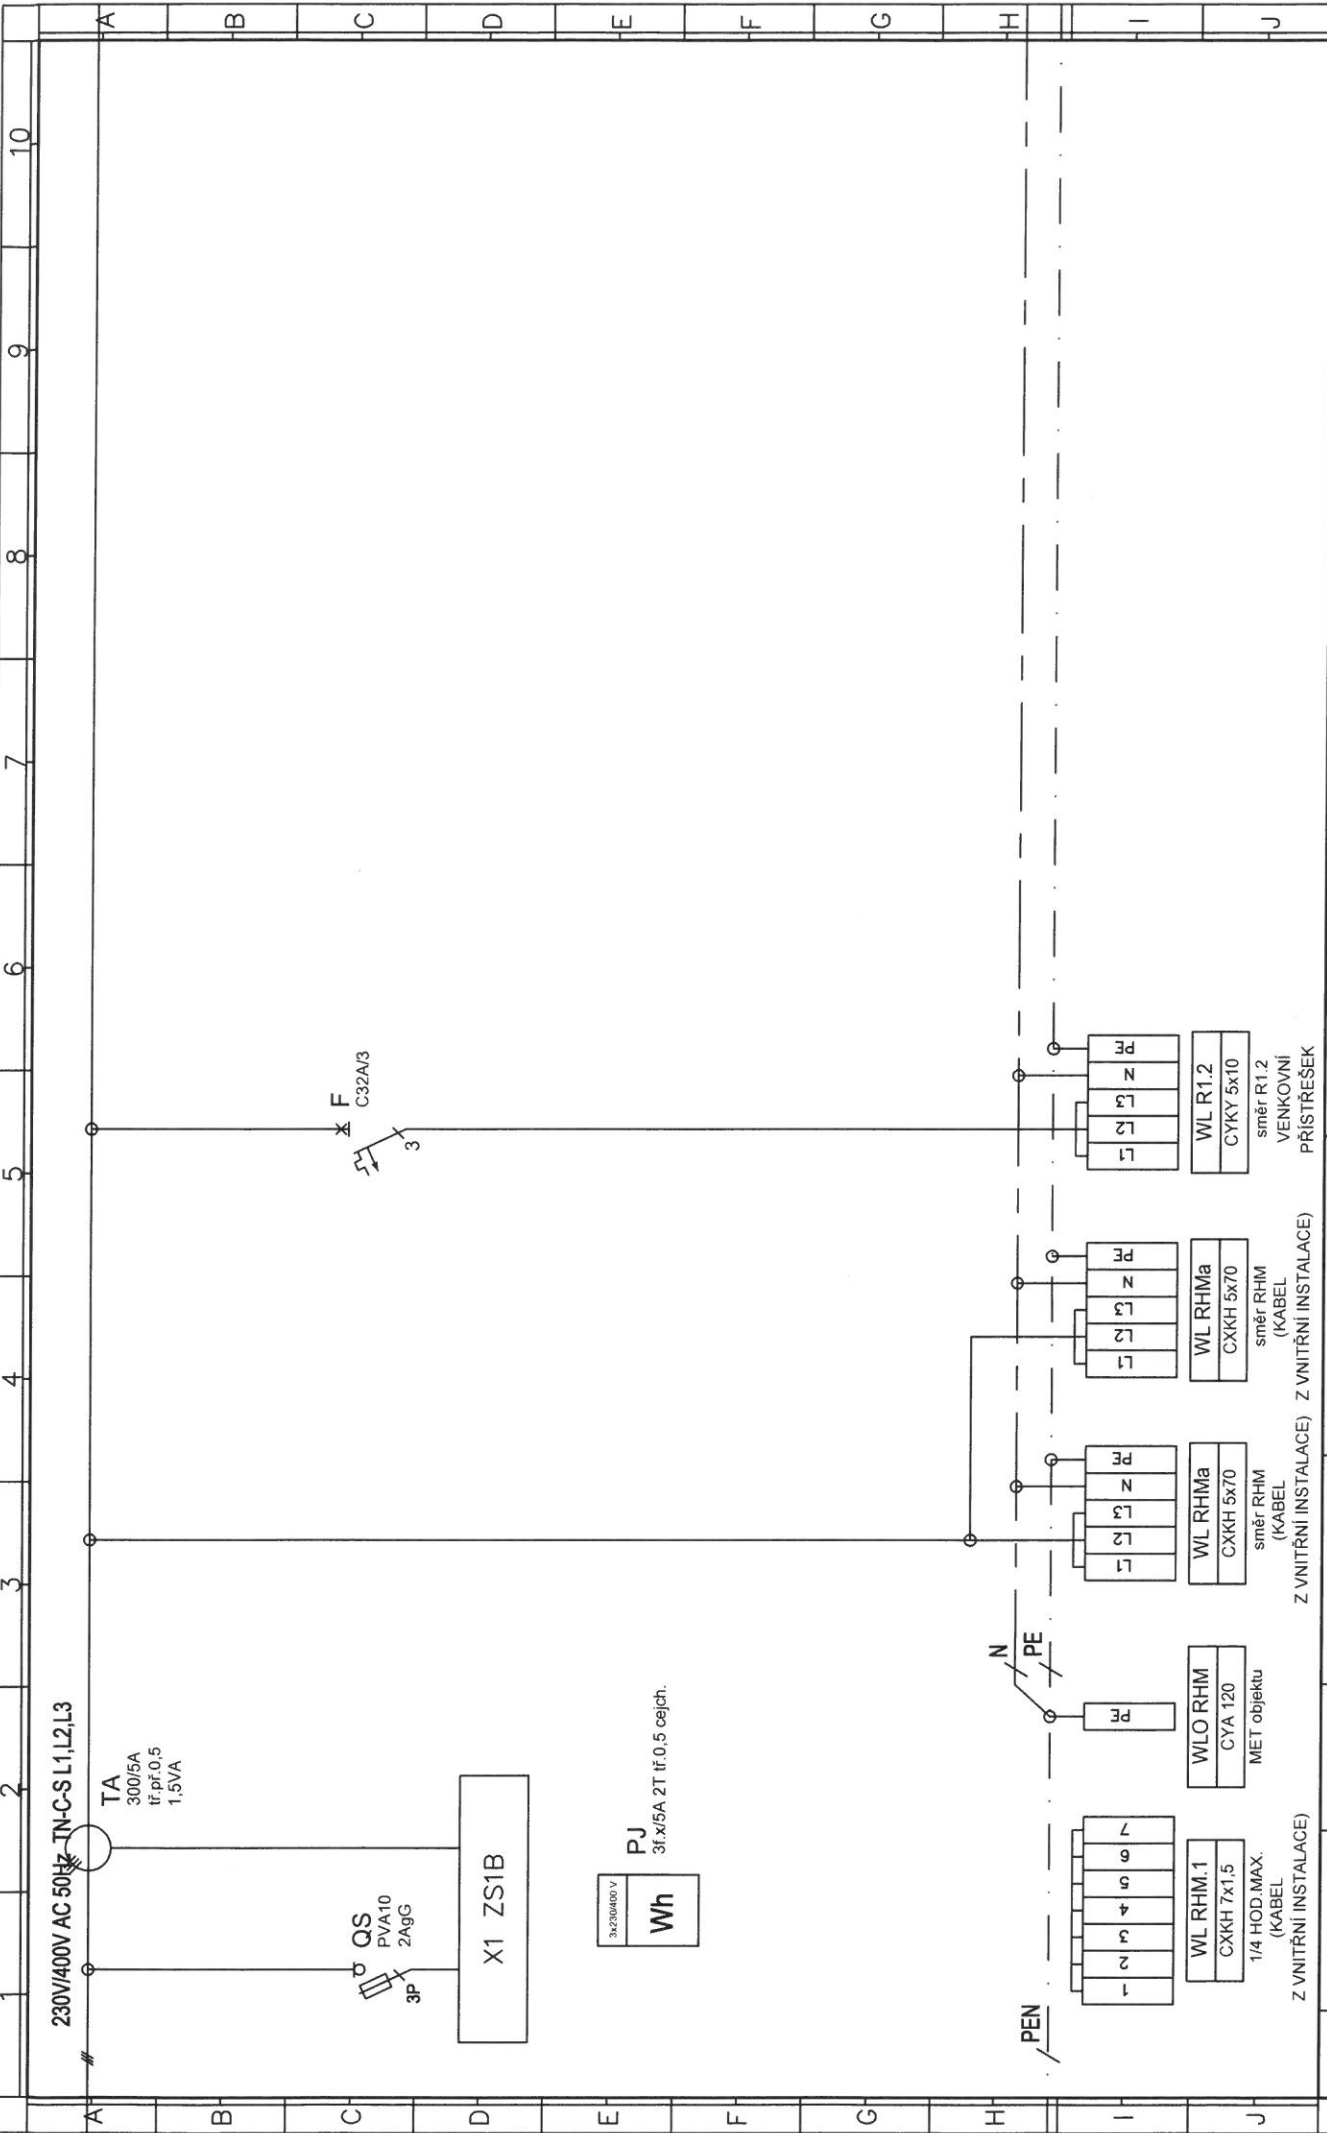 1 2 3 4 5 6 7 8 9 10
A
B
C
D
E
F
G
H
I
J
A
B
C
D
E
F
G
H
I
J
230V/400V AC 50Hz TN-C-S L1,L2,L3
TA
300/5A
tř.př.0,5
1,5VA
QS
PVA10
2AgG
3P
X1 ZS1B
3x230/400 V
Wh
PJ
3f.x/5A 2T tř.0,5 cejch.
F
C32A/3
3
PEN
N
PE
1 2 3 4 5 6 7
WL RHM.1
CXKH 7x1,5
1/4 HOD.MAX.
(KABEL
Z VNITŘNÍ INSTALACE)
PE
WLO RHM
CYA 120
MET objektu
L1 L2 L3 N PE
WL RHMa
CXKH 5x70
směr RHM
(KABEL
Z VNITŘNÍ INSTALACE)
L1 L2 L3 N PE
WL RHMa
CXKH 5x70
směr RHM
(KABEL
Z VNITŘNÍ INSTALACE)
L1 L2 L3 N PE
WL R1.2
CYKY 5x10
směr R1.2
VENKOVNÍ
PŘÍSTŘEŠEK